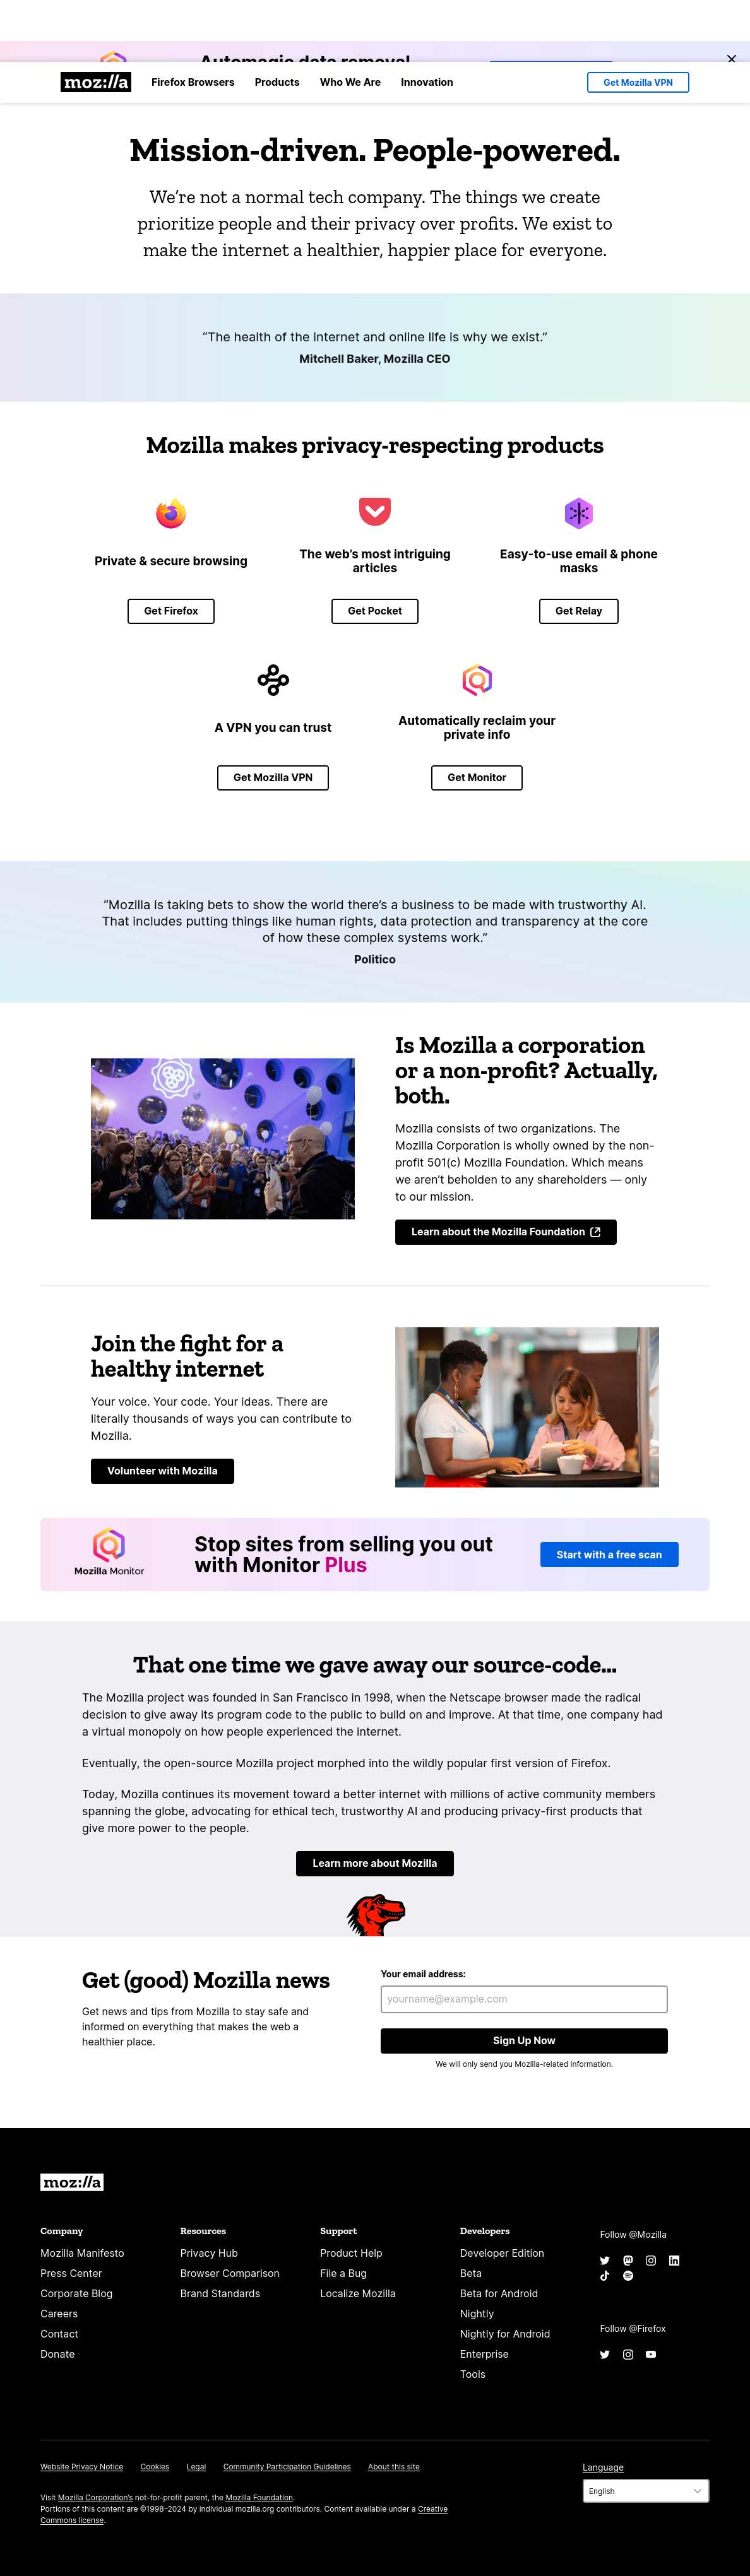 Automagic data removal
moz://a
Firefox Browsers
Products
Who We Are
Innovation
Get Mozilla VPN
Mission-driven. People-powered.
We’re not a normal tech company. The things we create
prioritize people and their privacy over profits. We exist to
make the internet a healthier, happier place for everyone.
“The health of the internet and online life is why we exist.”
Mitchell Baker, Mozilla CEO
Mozilla makes privacy-respecting products
Private & secure browsing
Get Firefox
The web’s most intriguing
articles
Get Pocket
Easy-to-use email & phone
masks
Get Relay
A VPN you can trust
Get Mozilla VPN
Automatically reclaim your
private info
Get Monitor
“Mozilla is taking bets to show the world there’s a business to be made with trustworthy AI.
That includes putting things like human rights, data protection and transparency at the core
of how these complex systems work.”
Politico
Is Mozilla a corporation
or a non-profit? Actually,
both.
Mozilla consists of two organizations. The
Mozilla Corporation is wholly owned by the non-
profit 501(c) Mozilla Foundation. Which means
we aren’t beholden to any shareholders — only
to our mission.
Learn about the Mozilla Foundation
Join the fight for a
healthy internet
Your voice. Your code. Your ideas. There are
literally thousands of ways you can contribute to
Mozilla.
Volunteer with Mozilla
Mozilla Monitor
Stop sites from selling you out
with Monitor Plus
Start with a free scan
That one time we gave away our source-code…
The Mozilla project was founded in San Francisco in 1998, when the Netscape browser made the radical
decision to give away its program code to the public to build on and improve. At that time, one company had
a virtual monopoly on how people experienced the internet.
Eventually, the open-source Mozilla project morphed into the wildly popular first version of Firefox.
Today, Mozilla continues its movement toward a better internet with millions of active community members
spanning the globe, advocating for ethical tech, trustworthy AI and producing privacy-first products that
give more power to the people.
Learn more about Mozilla
Get (good) Mozilla news
Get news and tips from Mozilla to stay safe and
informed on everything that makes the web a
healthier place.
Your email address:
yourname@example.com
Sign Up Now
We will only send you Mozilla-related information.
moz://a
Company
Mozilla Manifesto
Press Center
Corporate Blog
Careers
Contact
Donate
Resources
Privacy Hub
Browser Comparison
Brand Standards
Support
Product Help
File a Bug
Localize Mozilla
Developers
Developer Edition
Beta
Beta for Android
Nightly
Nightly for Android
Enterprise
Tools
Follow @Mozilla
Follow @Firefox
Website Privacy Notice
Cookies
Legal
Community Participation Guidelines
About this site
Visit Mozilla Corporation’s not-for-profit parent, the Mozilla Foundation.
Portions of this content are ©1998–2024 by individual mozilla.org contributors. Content available under a Creative
Commons license.
Language
English